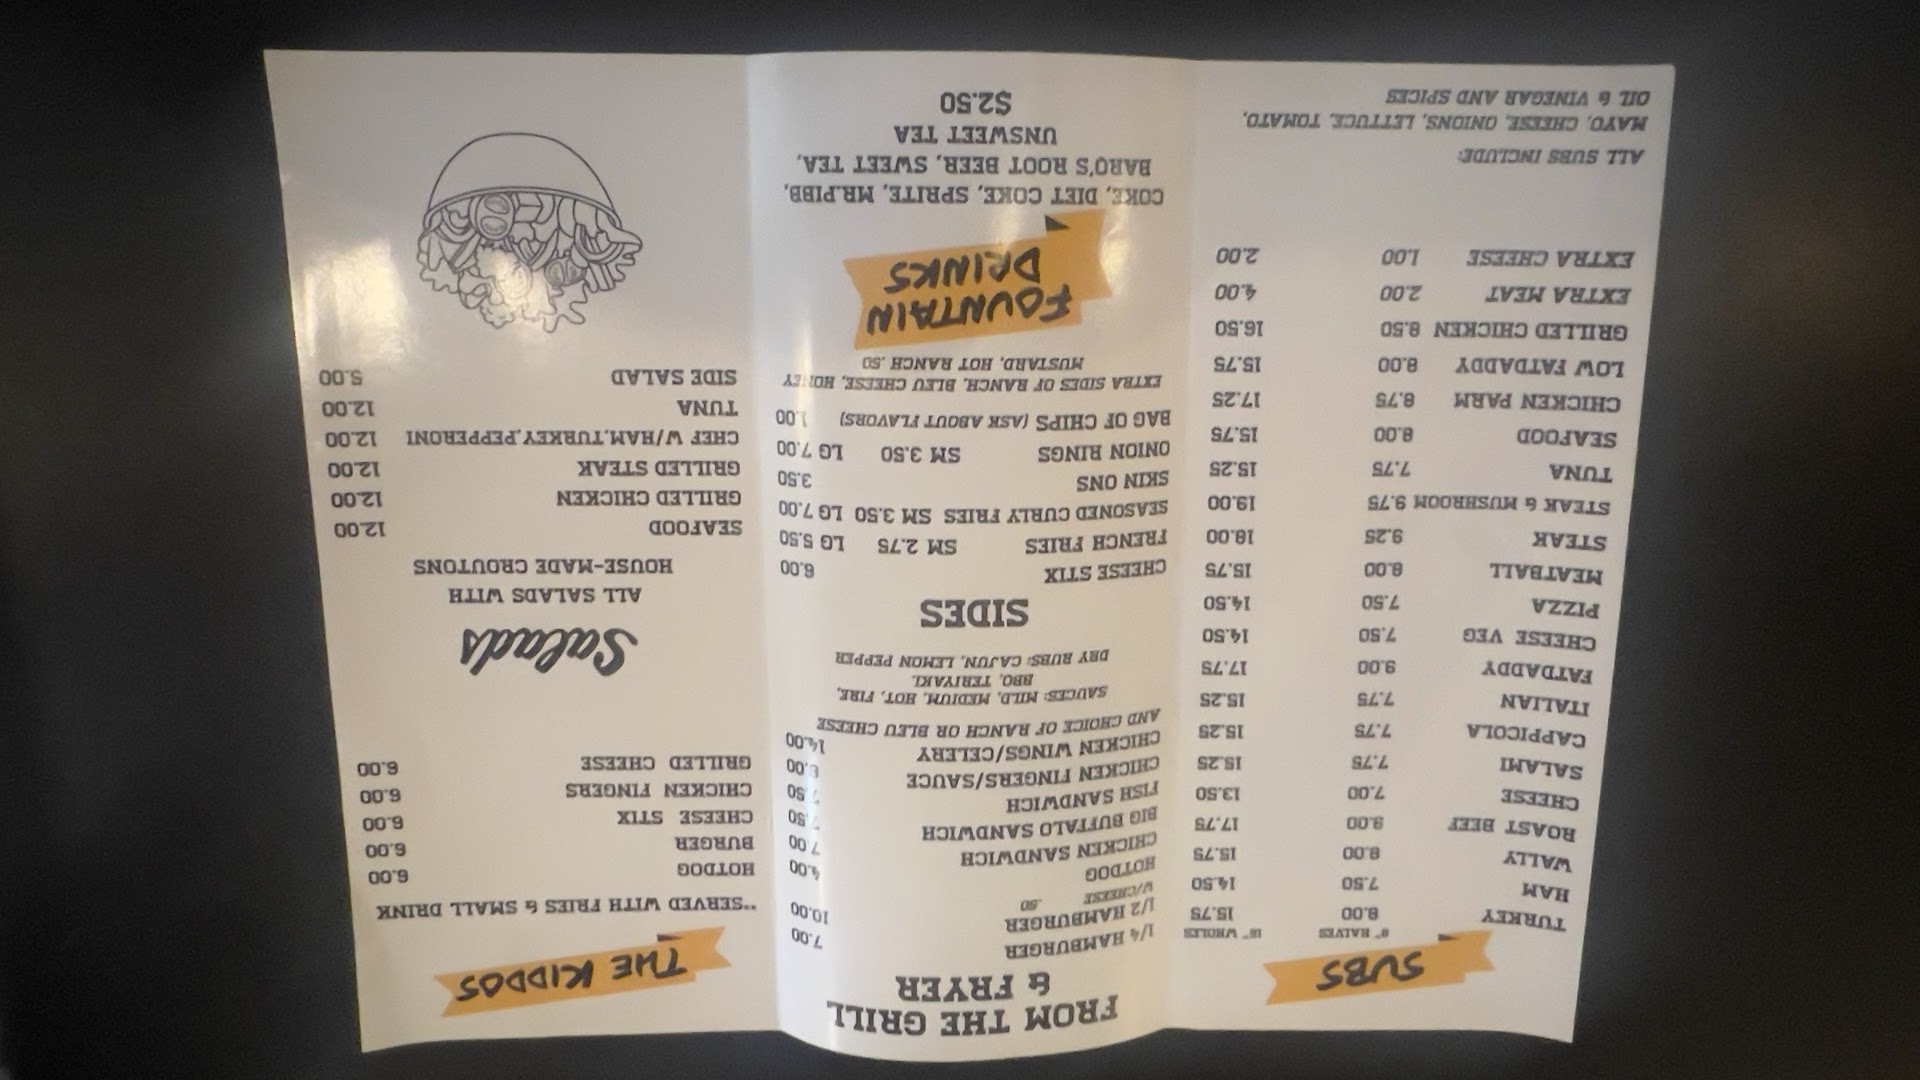 SUBS
8" HALVES 16" WHOLES
TURKEY 8.00 15.75
HAM 7.50 14.50
WALLY 8.00 15.75
ROAST BEEF 9.00 17.75
CHEESE 7.00 13.50
SALAMI 7.75 15.25
CAPPICOLA 7.75 15.25
ITALIAN 7.75 15.25
FATDADDY 9.00 17.75
CHEESE VEG 7.50 14.50
PIZZA 7.50 14.50
MEATBALL 8.00 15.75
STEAK 9.25 18.00
STEAK & MUSHROOM 9.75 19.00
TUNA 7.75 15.25
SEAFOOD 8.00 15.75
CHICKEN PARM 8.75 17.25
LOW FATDADDY 8.00 15.75
GRILLED CHICKEN 8.50 16.50
EXTRA MEAT 2.00 4.00
EXTRA CHEESE 1.00 2.00
ALL SUBS INCLUDE:
MAYO, CHEESE, ONIONS, LETTUCE, TOMATO,
OIL & VINEGAR AND SPICES
FROM THE GRILL
& FRYER
1/4 HAMBURGER 7.00
1/2 HAMBURGER 10.00
W/CHEESE .50
HOTDOG 4.00
CHICKEN SANDWICH 7.00
BIG BUFFALO SANDWICH 7.50
FISH SANDWICH 7.50
CHICKEN FINGERS/SAUCE 8.00
CHICKEN WINGS/CELERY 14.00
AND CHOICE OF RANCH OR BLEU CHEESE
SAUCES: MILD, MEDIUM, HOT, FIRE,
BBQ, TERIYAKI
DRY RUBS: CAJUN, LEMON PEPPER
SIDES
CHEESE STIX 6.00
FRENCH FRIES SM 2.75 LG 5.50
SEASONED CURLY FRIES SM 3.50 LG 7.00
SKIN ONS 3.50
ONION RINGS SM 3.50 LG 7.00
BAG OF CHIPS (ASK ABOUT FLAVORS) 1.00
EXTRA SIDES OF RANCH, BLEU CHEESE, HONEY
MUSTARD, HOT RANCH .50
FOUNTAIN
DRINKS
COKE, DIET COKE, SPRITE, MR.PIBB,
BARQ'S ROOT BEER, SWEET TEA,
UNSWEET TEA
$2.50
THE KIDDOS
**SERVED WITH FRIES & SMALL DRINK
HOTDOG 6.00
BURGER 6.00
CHEESE STIX 6.00
CHICKEN FINGERS 6.00
GRILLED CHEESE 6.00
Salads
ALL SALADS WITH
HOUSE-MADE CROUTONS
SEAFOOD 12.00
GRILLED CHICKEN 12.00
GRILLED STEAK 12.00
CHEF W/HAM,TURKEY,PEPPERONI 12.00
TUNA 12.00
SIDE SALAD 5.00